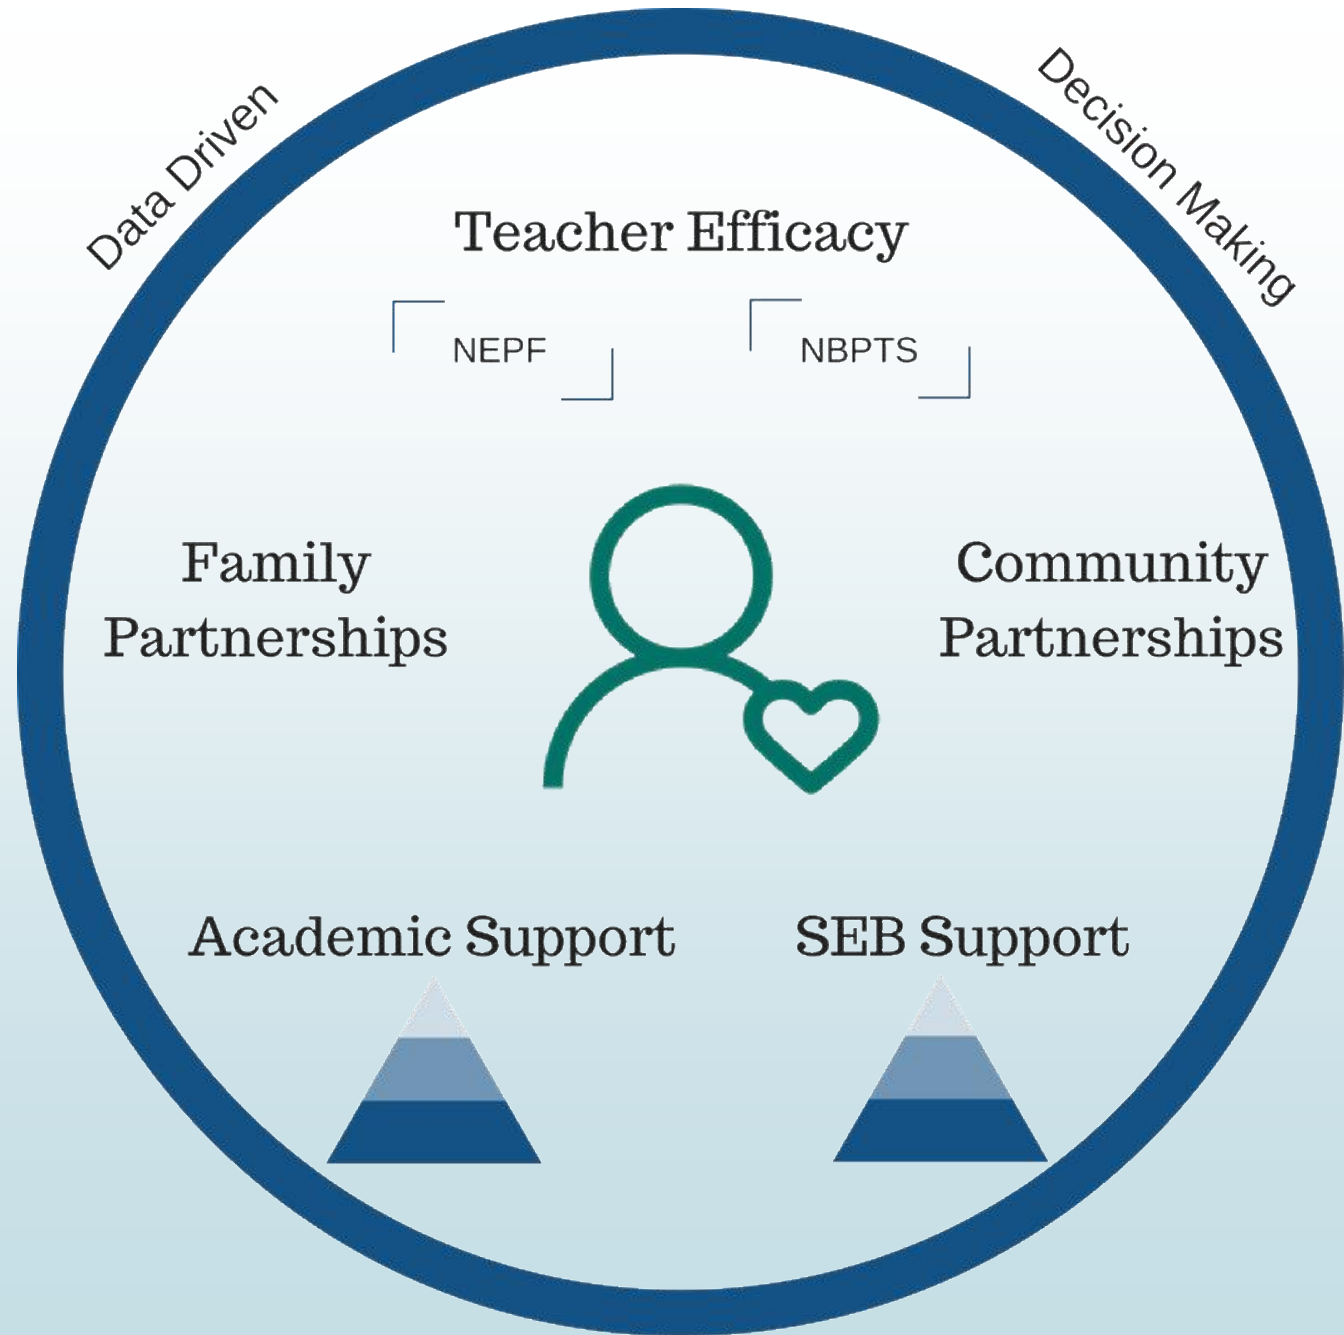 Data Driven
Decision Making
Teacher Efficacy
NEPF
NBPTS
Family
Partnerships
Community
Partnerships
Academic Support
SEB Support